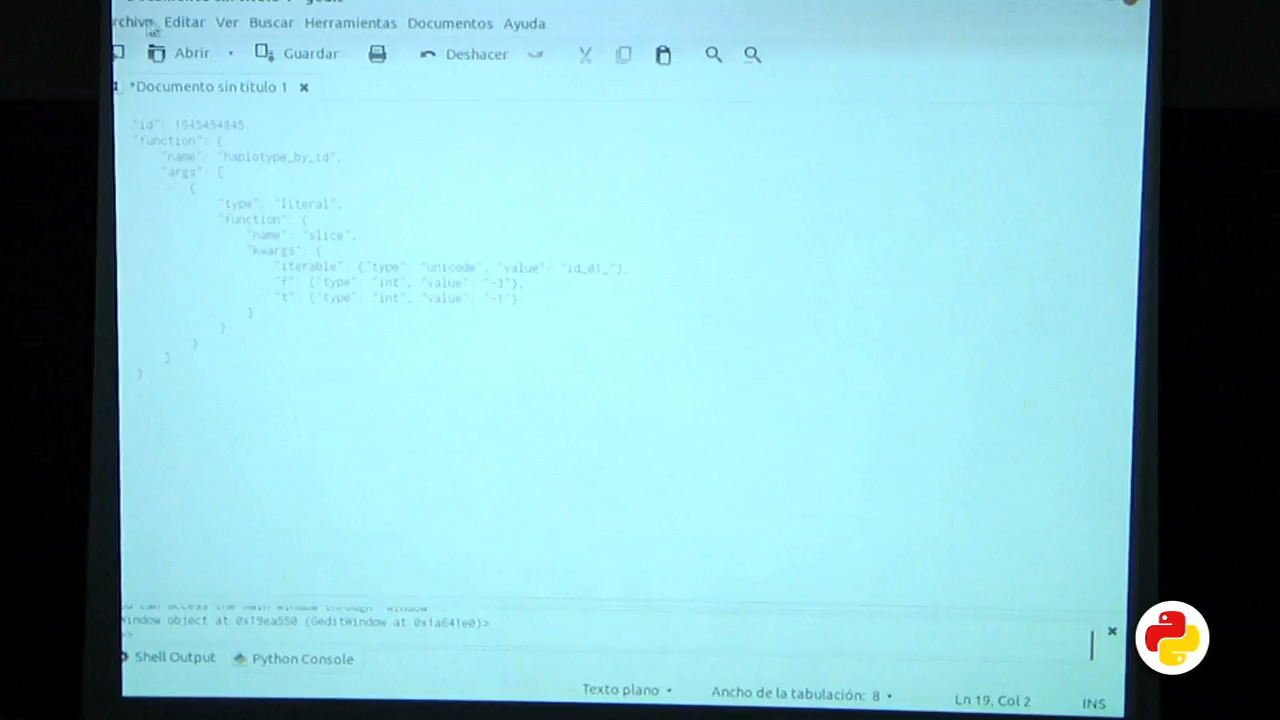 Archivo Editar Ver Buscar Herramientas Documentos Ayuda
Abrir Guardar Deshacer
*Documento sin título 1
"id": 1545454845,
"function": {
"name": "haplotype_by_id",
"args": [
{
"type": "literal",
"function": {
"name": "slice",
"kwargs": {
"iterable": {"type": "unicode", "value": "id_01_"},
"f": {"type": "int", "value": "-3"},
"t": {"type": "int", "value": "-1"}
}
}
}
]
}
window object at 0x19ea550 (GeditWindow at 0x1a641e0)>
Shell Output Python Console
Texto plano Ancho de la tabulación: 8 Ln 19, Col 2 INS